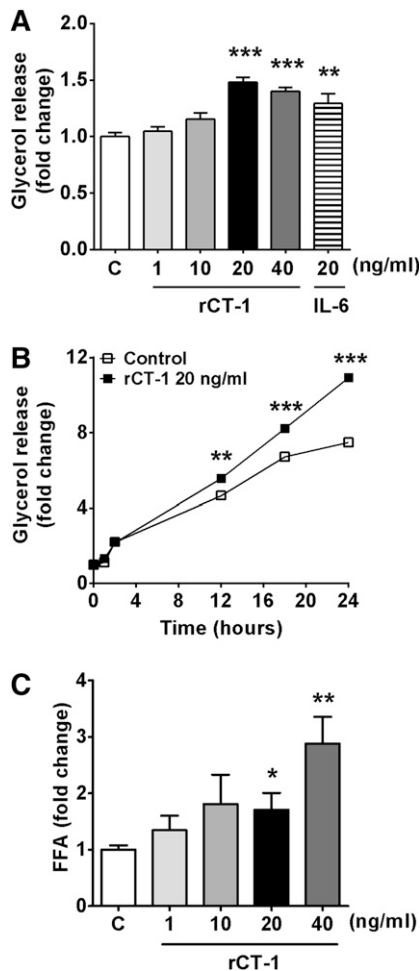 A
Glycerol release
(fold change)
2.0
1.5
1.0
0.5
0.0
***
***
**
C 1 10 20 40 20 (ng/ml)
rCT-1 IL-6
B
Glycerol release
(fold change)
12
8
4
0
Control
rCT-1 20 ng/ml
**
***
***
0 4 8 12 16 20 24
Time (hours)
C
FFA (fold change)
4
3
2
1
0
*
**
C 1 10 20 40 (ng/ml)
rCT-1